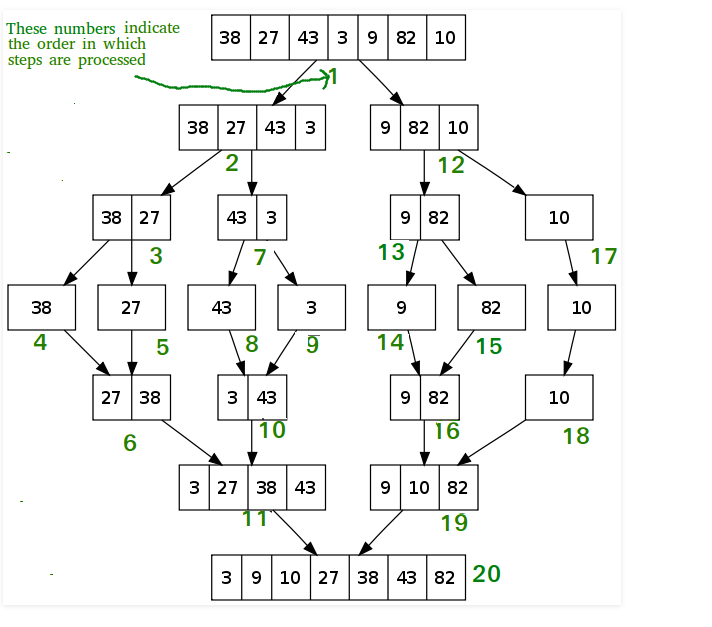 These numbers indicate
the order in which
steps are processed
38 27 43 3 9 82 10
1
38 27 43 3 9 82 10
2 12
38 27 43 3 9 82 10
3 7 13 17
38 27 43 3 9 82 10
4 5 8 9 14 15
27 38 3 43 9 82 10
6 10 16 18
3 27 38 43 9 10 82
11 19
3 9 10 27 38 43 82 20